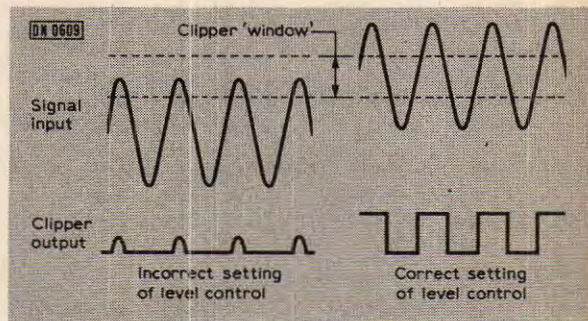 DN 0609
Clipper 'window'
Signal
input
Clipper
output
Incorrect setting
of level control
Correct setting
of level control